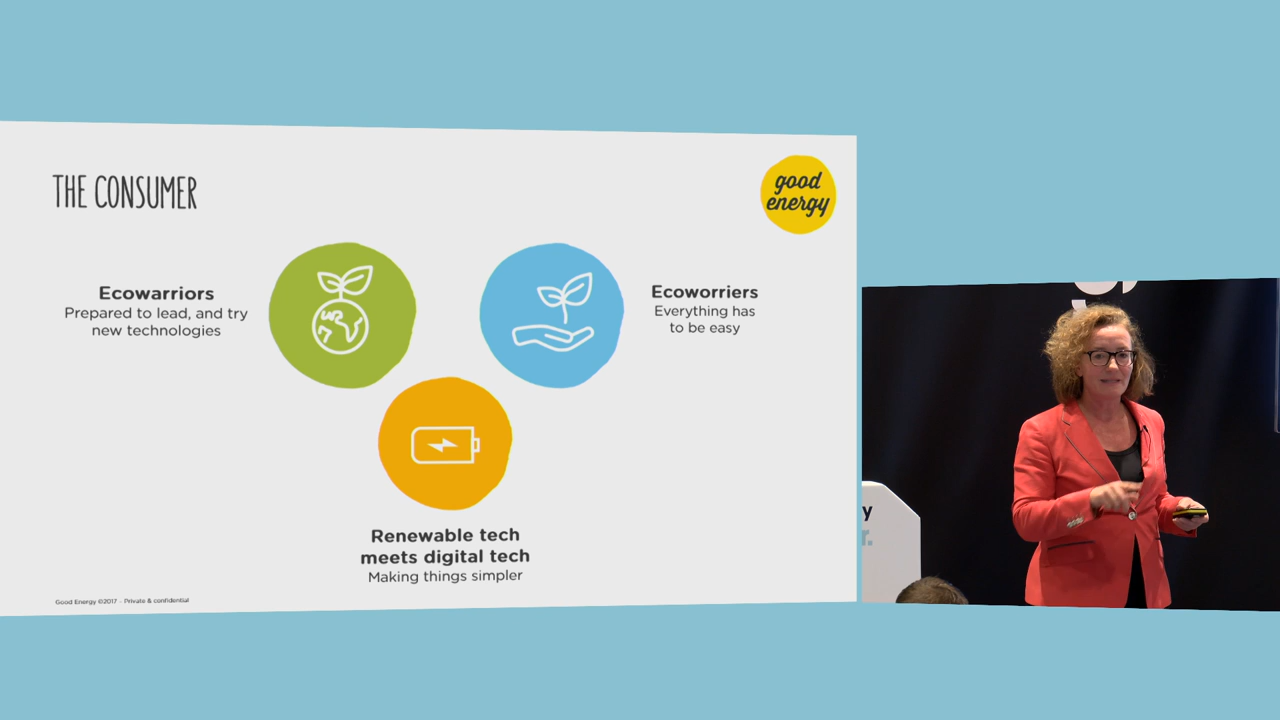 THE CONSUMER
good
energy
Ecowarriors
Prepared to lead, and try
new technologies
Ecoworriers
Everything has
to be easy
Renewable tech
meets digital tech
Making things simpler
Good Energy ©2017 - Private & confidential
y
r.